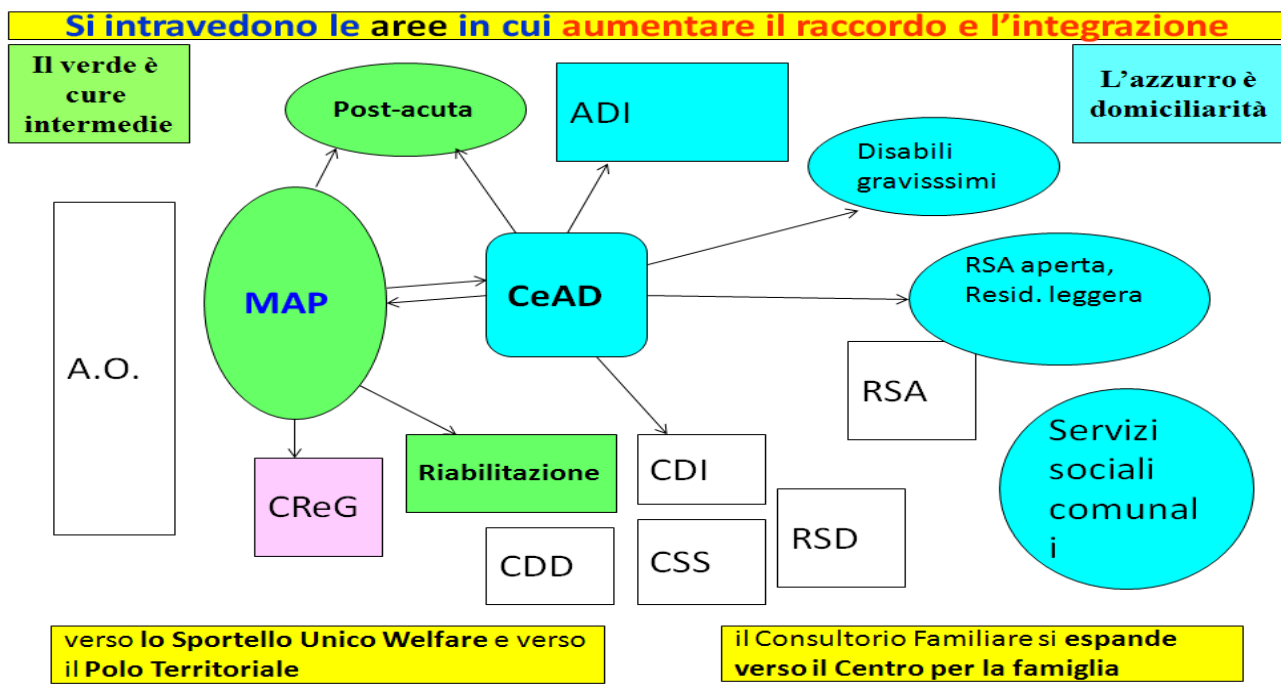 Si intravedono le aree in cui aumentare il raccordo e l'integrazione
Il verde è
cure
intermedie
Post-acuta
ADI
L'azzurro è
domiciliarità
Disabili
gravisssimi
MAP
CeAD
RSA aperta,
Resid. leggera
A.O.
RSA
Servizi
sociali
comunal
i
CReG
Riabilitazione
CDI
RSD
CDD
CSS
verso lo Sportello Unico Welfare e verso
il Polo Territoriale
il Consultorio Familiare si espande
verso il Centro per la famiglia